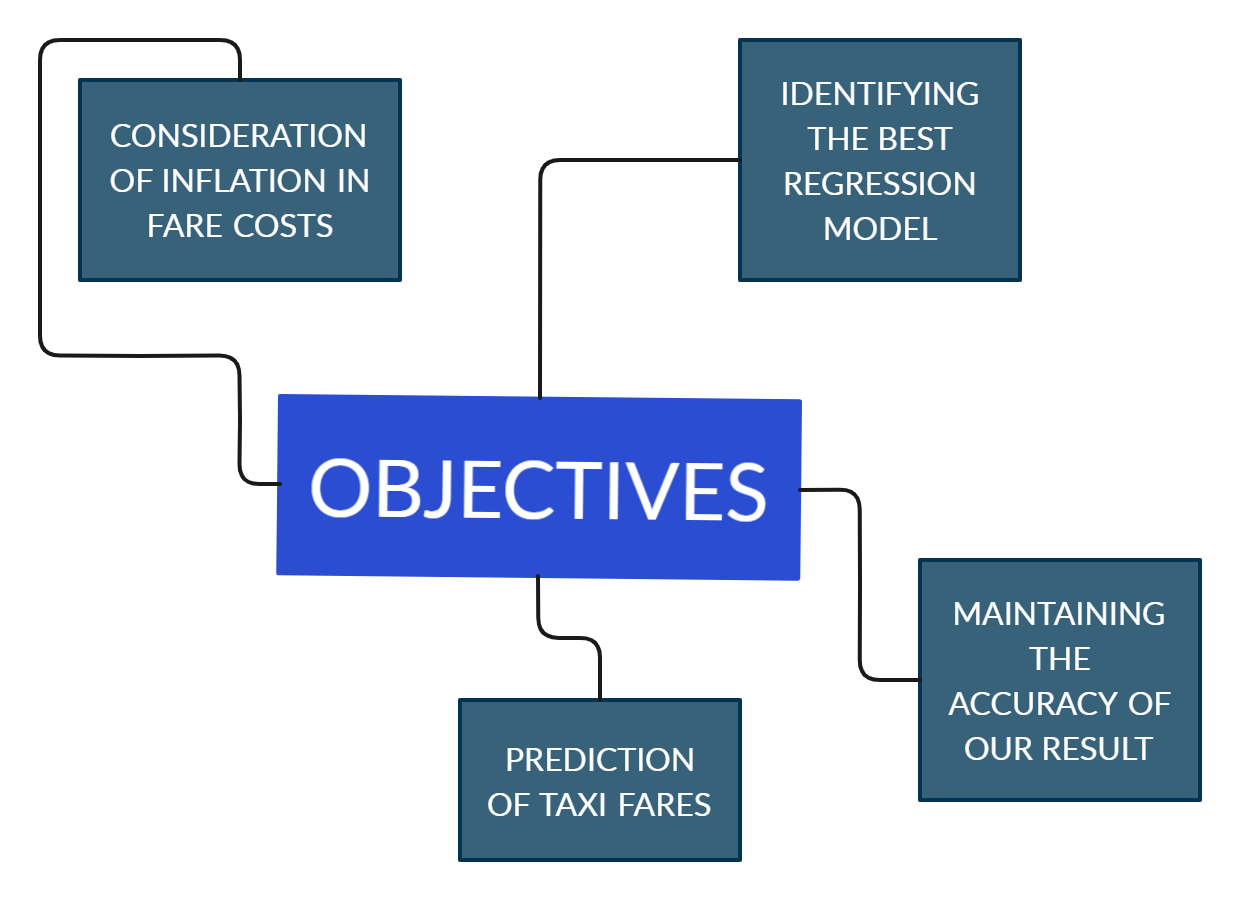 CONSIDERATION
OF INFLATION IN
FARE COSTS
IDENTIFYING
THE BEST
REGRESSION
MODEL
OBJECTIVES
MAINTAINING
THE
ACCURACY OF
OUR RESULT
PREDICTION
OF TAXI FARES